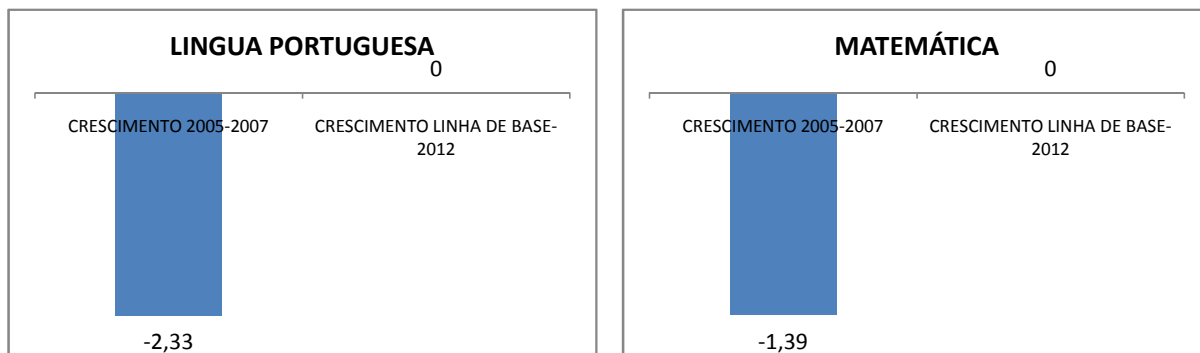 LINGUA PORTUGUESA
0
CRESCIMENTO 2005-2007
CRESCIMENTO LINHA DE BASE-
2012
-2,33
MATEMÁTICA
0
CRESCIMENTO 2005-2007
CRESCIMENTO LINHA DE BASE-
2012
-1,39